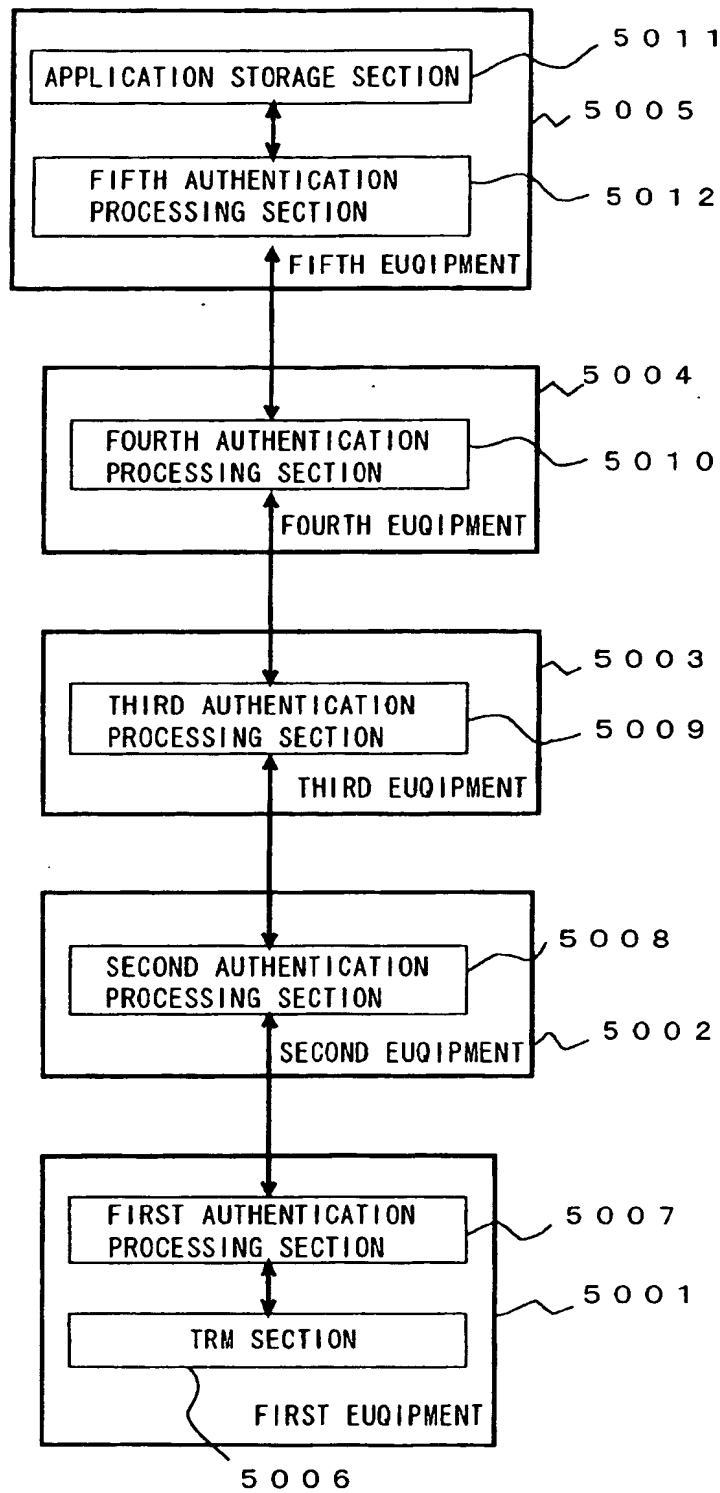 APPLICATION STORAGE SECTION
5011
5005
FIFTH AUTHENTICATION
PROCESSING SECTION
5012
FIFTH EUQIPMENT
5004
FOURTH AUTHENTICATION
PROCESSING SECTION
5010
FOURTH EUQIPMENT
5003
THIRD AUTHENTICATION
PROCESSING SECTION
5009
THIRD EUQIPMENT
5008
SECOND AUTHENTICATION
PROCESSING SECTION
5002
SECOND EUQIPMENT
FIRST AUTHENTICATION
PROCESSING SECTION
5007
5001
TRM SECTION
FIRST EUQIPMENT
5006